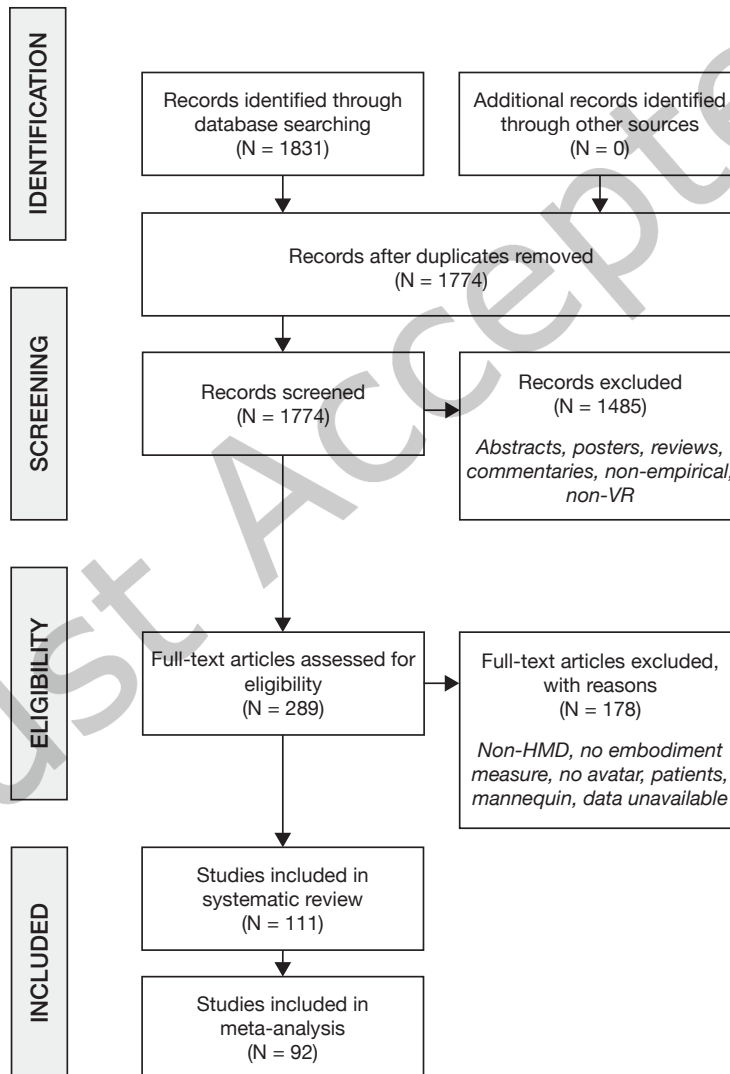 IDENTIFICATION
Records identified through
database searching
(N = 1831)
Additional records identified
through other sources
(N = 0)
Records after duplicates removed
(N = 1774)
SCREENING
Records screened
(N = 1774)
Records excluded
(N = 1485)
Abstracts, posters, reviews,
commentaries, non-empirical,
non-VR
ELIGIBILITY
Full-text articles assessed for
eligibility
(N = 289)
Full-text articles excluded,
with reasons
(N = 178)
Non-HMD, no embodiment
measure, no avatar, patients,
mannequin, data unavailable
INCLUDED
Studies included in
systematic review
(N = 111)
Studies included in
meta-analysis
(N = 92)
ust Accepte